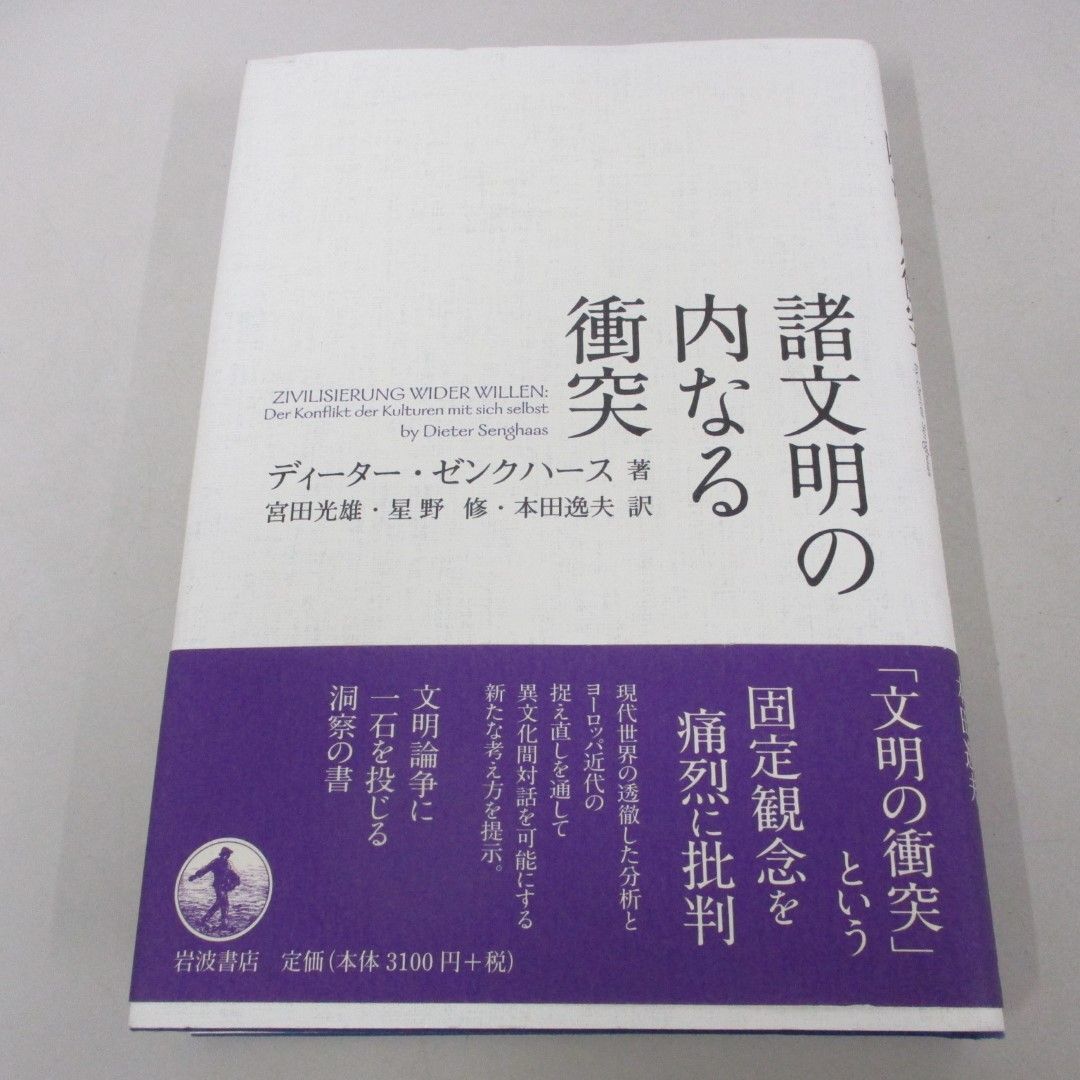 諸文明の
内なる
衝突
ZIVILISIERUNG WIDER WILLEN:
Der Konflikt der Kulturen mit sich selbst
by Dieter Senghaas
ディーター・ゼンクハース 著
宮田光雄・星野 修・本田逸夫 訳
「文明の衝突」という
固定観念を
痛烈に批判
現代世界の透徹した分析と
ヨーロッパ近代の
捉え直しを通して
異文化間対話を可能にする
新たな考え方を提示。
文明論争に
一石を投じる
洞察の書
岩波書店 定価(本体 3100 円+税)